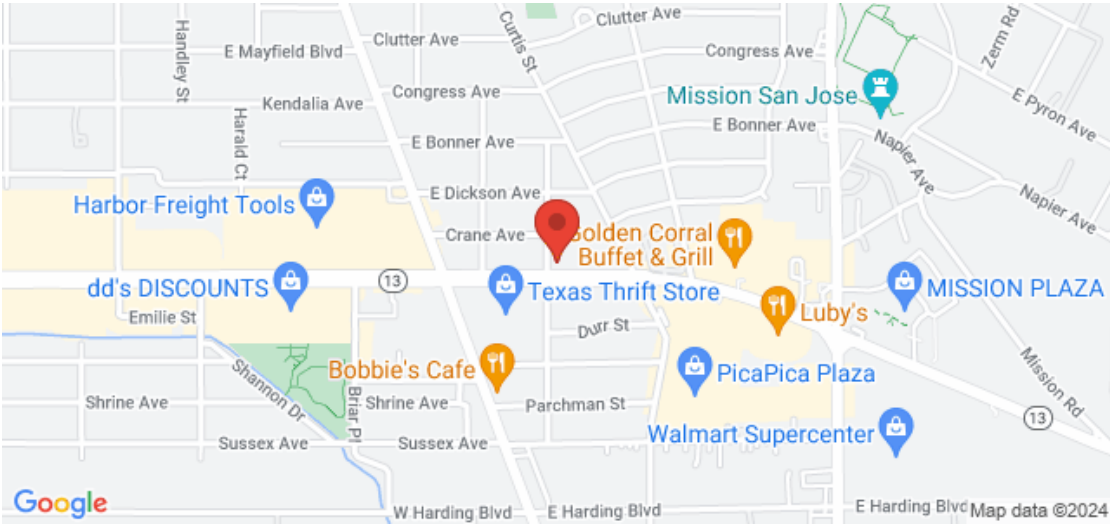 Clutter Ave
Clutter Ave
Curtis St
Zerm Rd
Handley St
E Mayfield Blvd
Congress Ave
Congress Ave
Kendalia Ave
Mission San Jose
E Pyron Ave
Harald Ct
E Bonner Ave
E Bonner Ave
Napier Ave
Napier Ave
E Dickson Ave
Harbor Freight Tools
Crane Ave
olden Corral
Buffet & Grill
13
dd's DISCOUNTS
Texas Thrift Store
MISSION PLAZA
Emilie St
Luby's
Durr St
Bobbie's Cafe
PicaPica Plaza
Mission Rd
Shannon Dr
Briar Pl
Shrine Ave
Shrine Ave
Parchman St
13
Walmart Supercenter
Sussex Ave
Sussex Ave
Google
W Harding Blvd
E Harding Blvd
E Harding Blvd
Map data ©2024